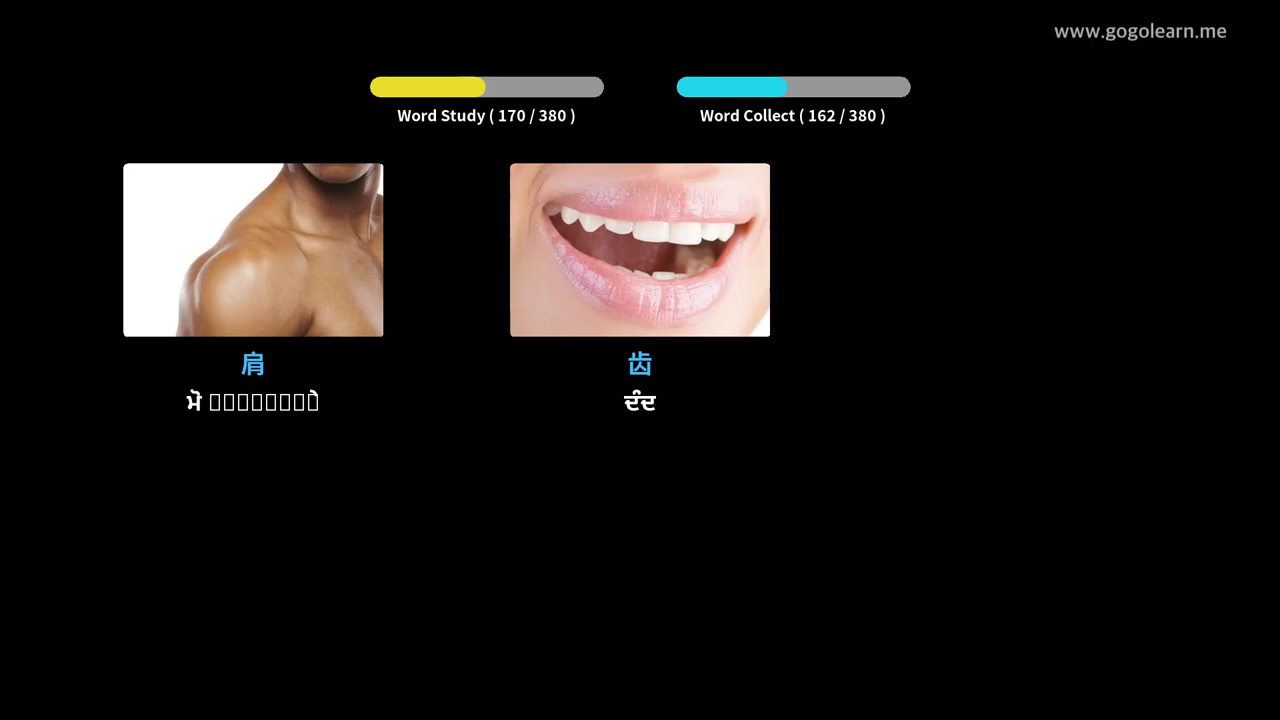 www.gogolearn.me
Word Study ( 170 / 380 )
Word Collect ( 162 / 380 )
肩
齿
ਮੋ
ਦੰਦ